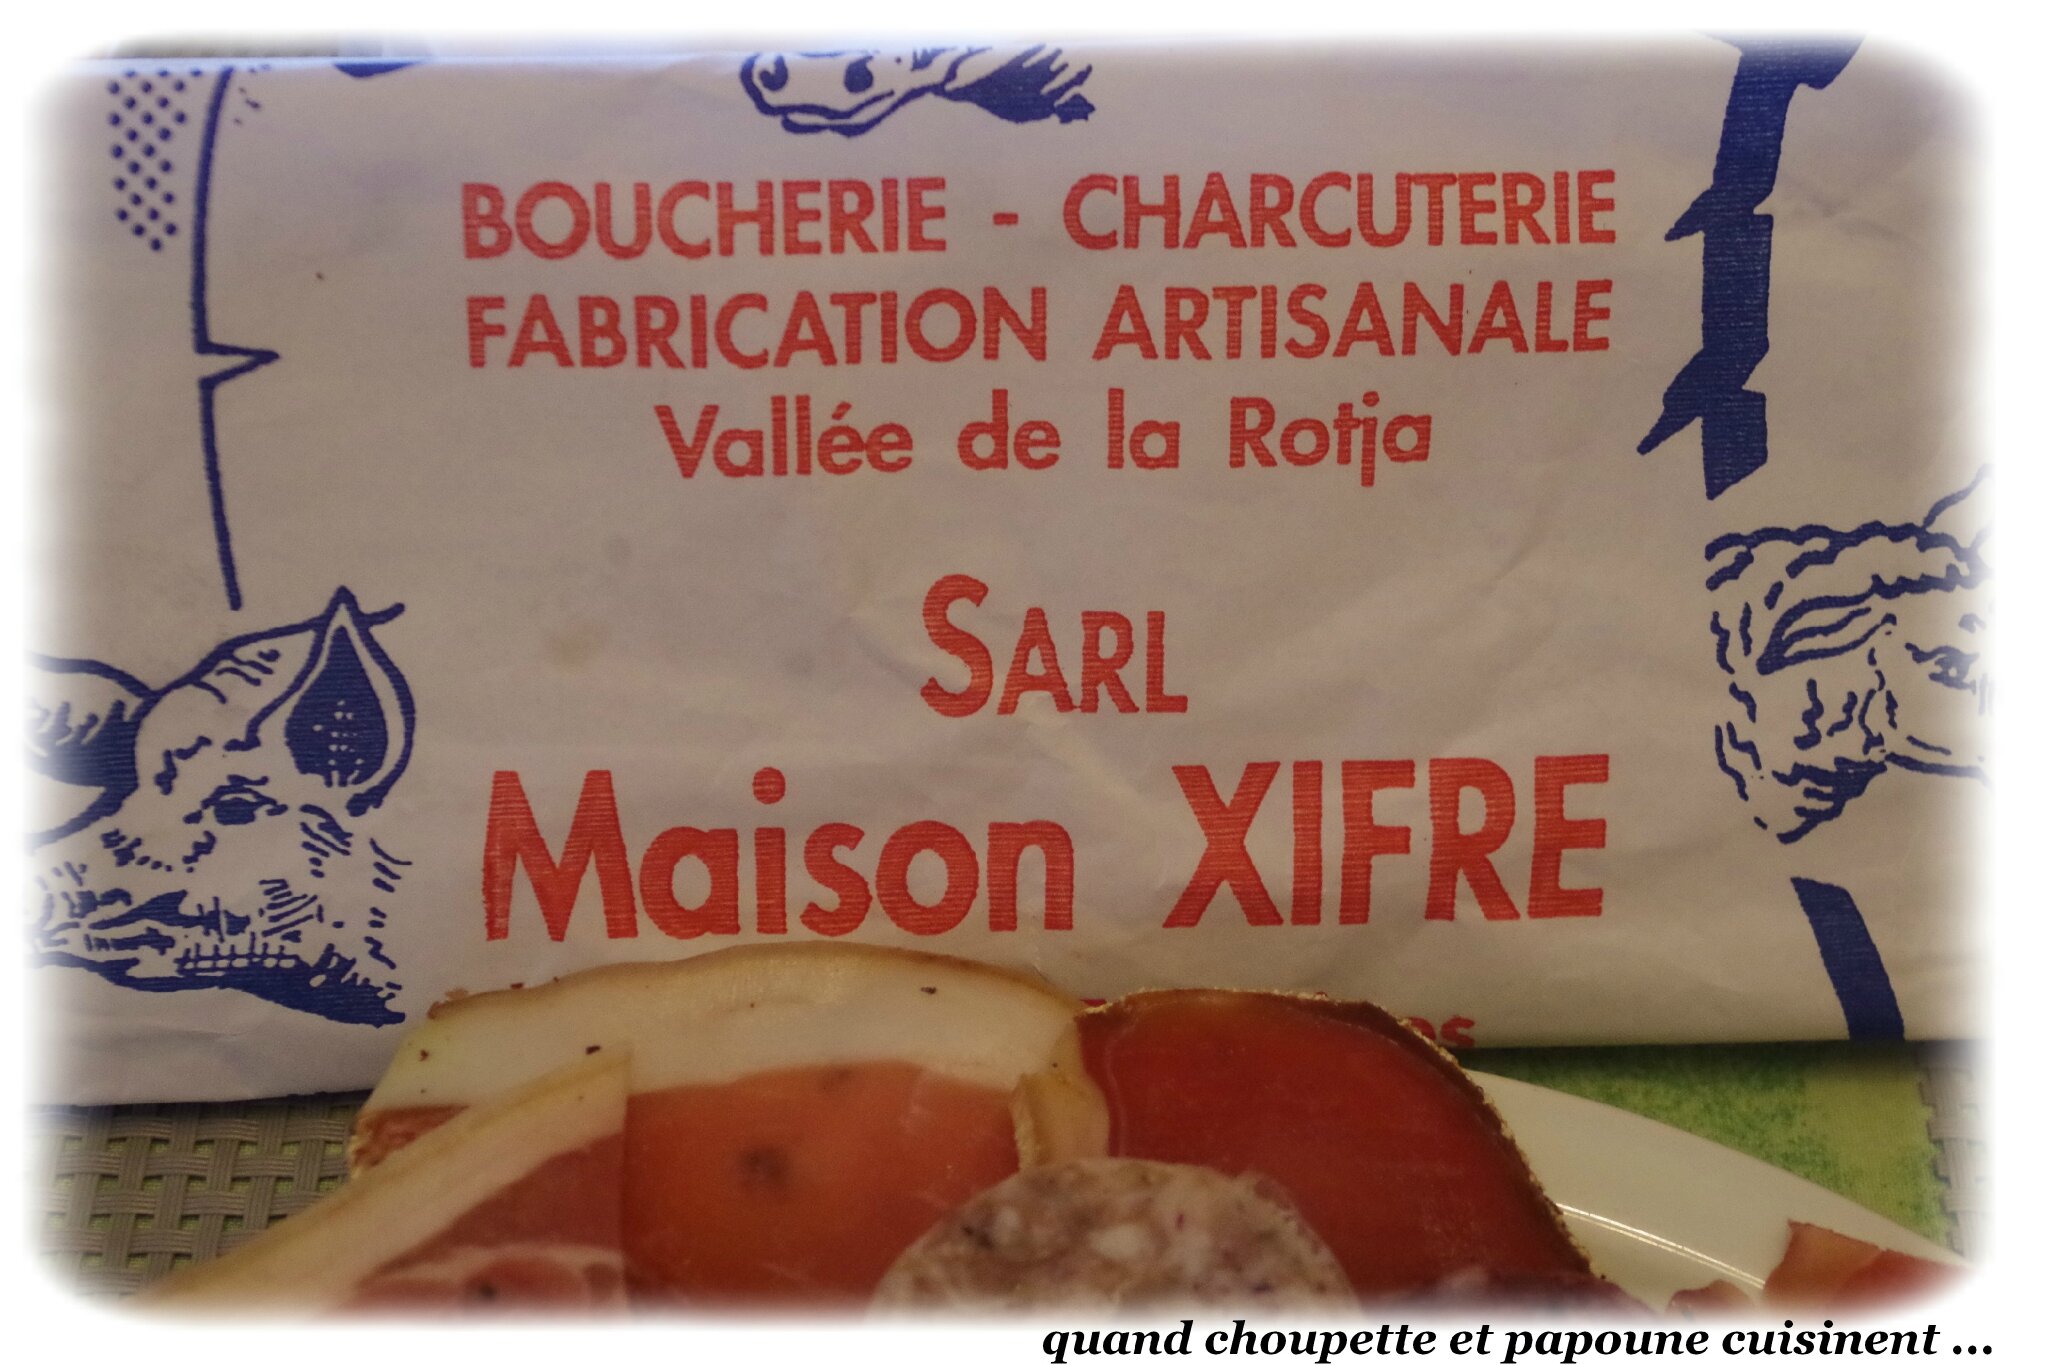 BOUCHERIE - CHARCUTERIE
FABRICATION ARTISANALE
Vallée de la Rotja
SARL
Maison XIFRE
quand choupette et papoune cuisinent ...